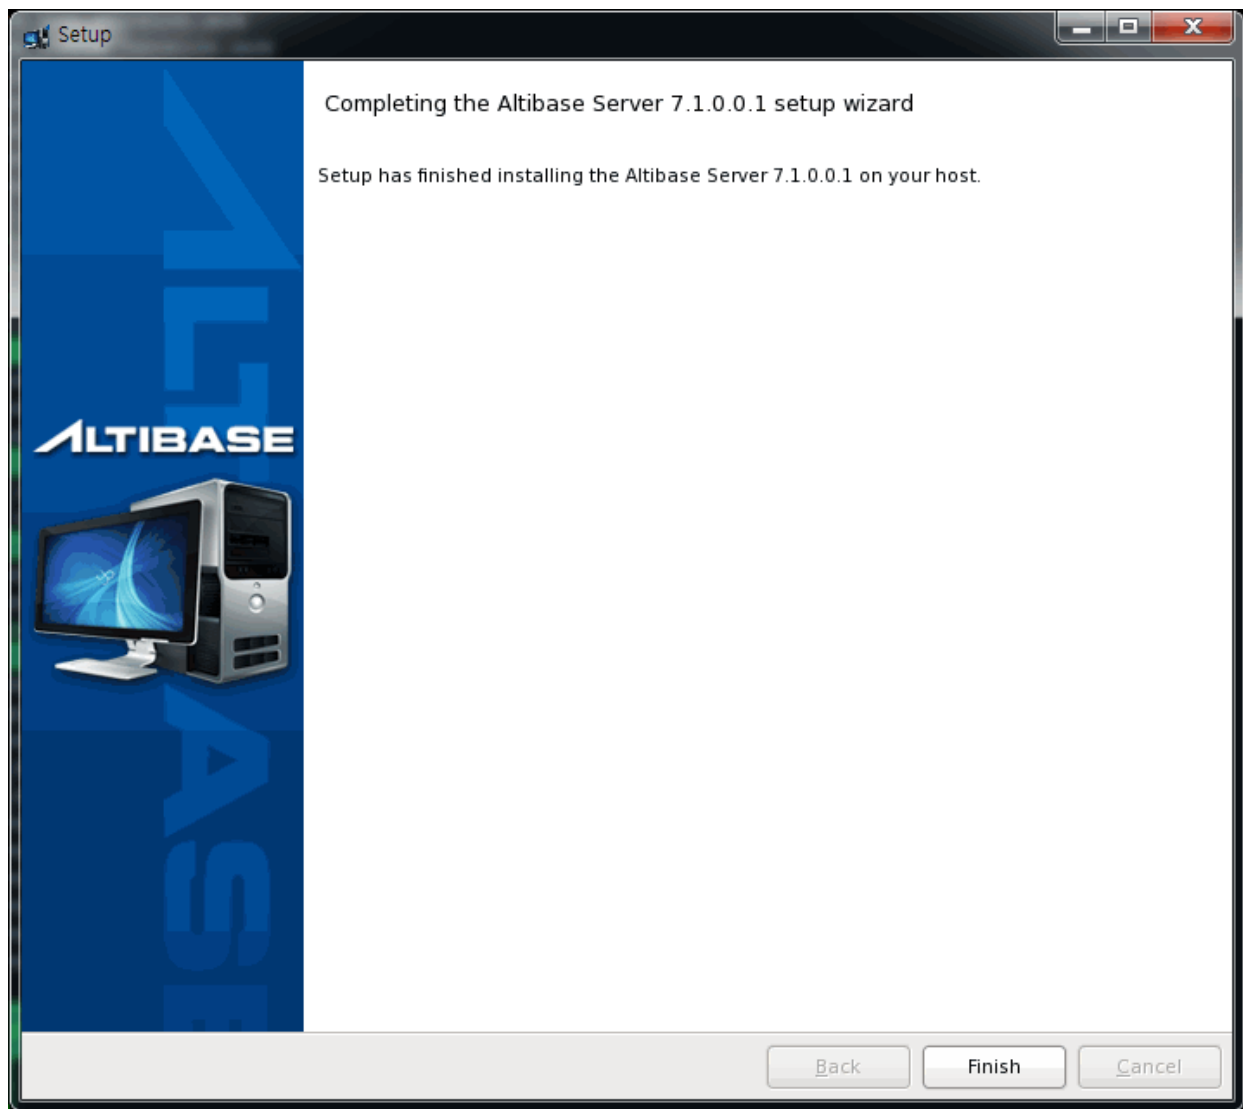 Setup
Completing the Altibase Server 7.1.0.0.1 setup wizard
Setup has finished installing the Altibase Server 7.1.0.0.1 on your host.
ALTIBASE
Back
Finish
Cancel